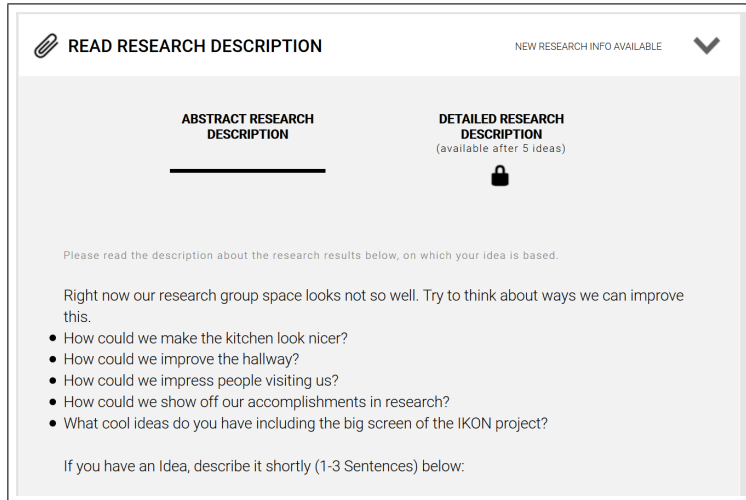 READ RESEARCH DESCRIPTION
NEW RESEARCH INFO AVAILABLE
ABSTRACT RESEARCH
DESCRIPTION
DETAILED RESEARCH
DESCRIPTION
(available after 5 ideas)
Please read the description about the research results below, on which your idea is based.
Right now our research group space looks not so well. Try to think about ways we can improve
this.
• How could we make the kitchen look nicer?
• How could we improve the hallway?
• How could we impress people visiting us?
• How could we show off our accomplishments in research?
• What cool ideas do you have including the big screen of the IKON project?
If you have an Idea, describe it shortly (1-3 Sentences) below: